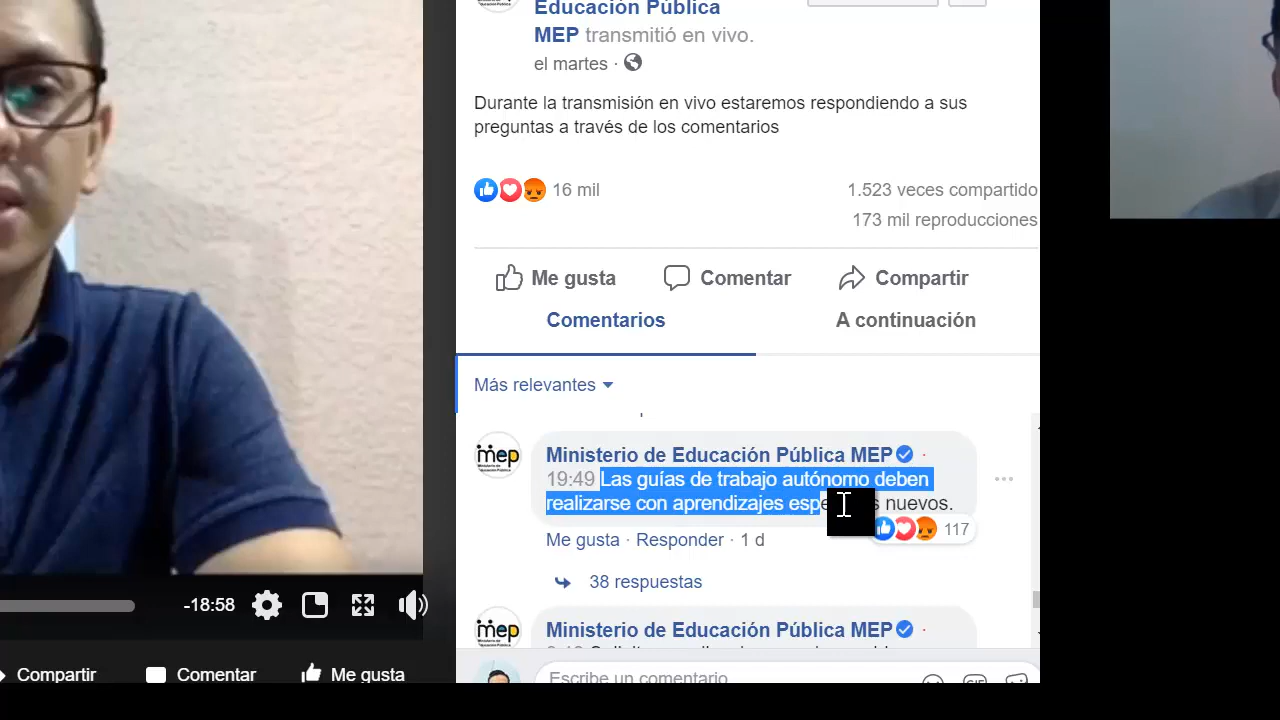 Educación Pública
MEP transmitió en vivo.
el martes ·
Durante la transmisión en vivo estaremos respondiendo a sus
preguntas a través de los comentarios
16 mil
1.523 veces compartido
173 mil reproducciones
Me gusta Comentar Compartir
Comentarios A continuación
Más relevantes
mep Ministerio de Educación Pública MEP ·
19:49 Las guías de trabajo autónomo deben
realizarse con aprendizajes nuevos.
117
Me gusta · Responder · 1 d
38 respuestas
-18:58
mep Ministerio de Educación Pública MEP ·
Compartir Comentar Me gusta
Escribe un comentario
GIF